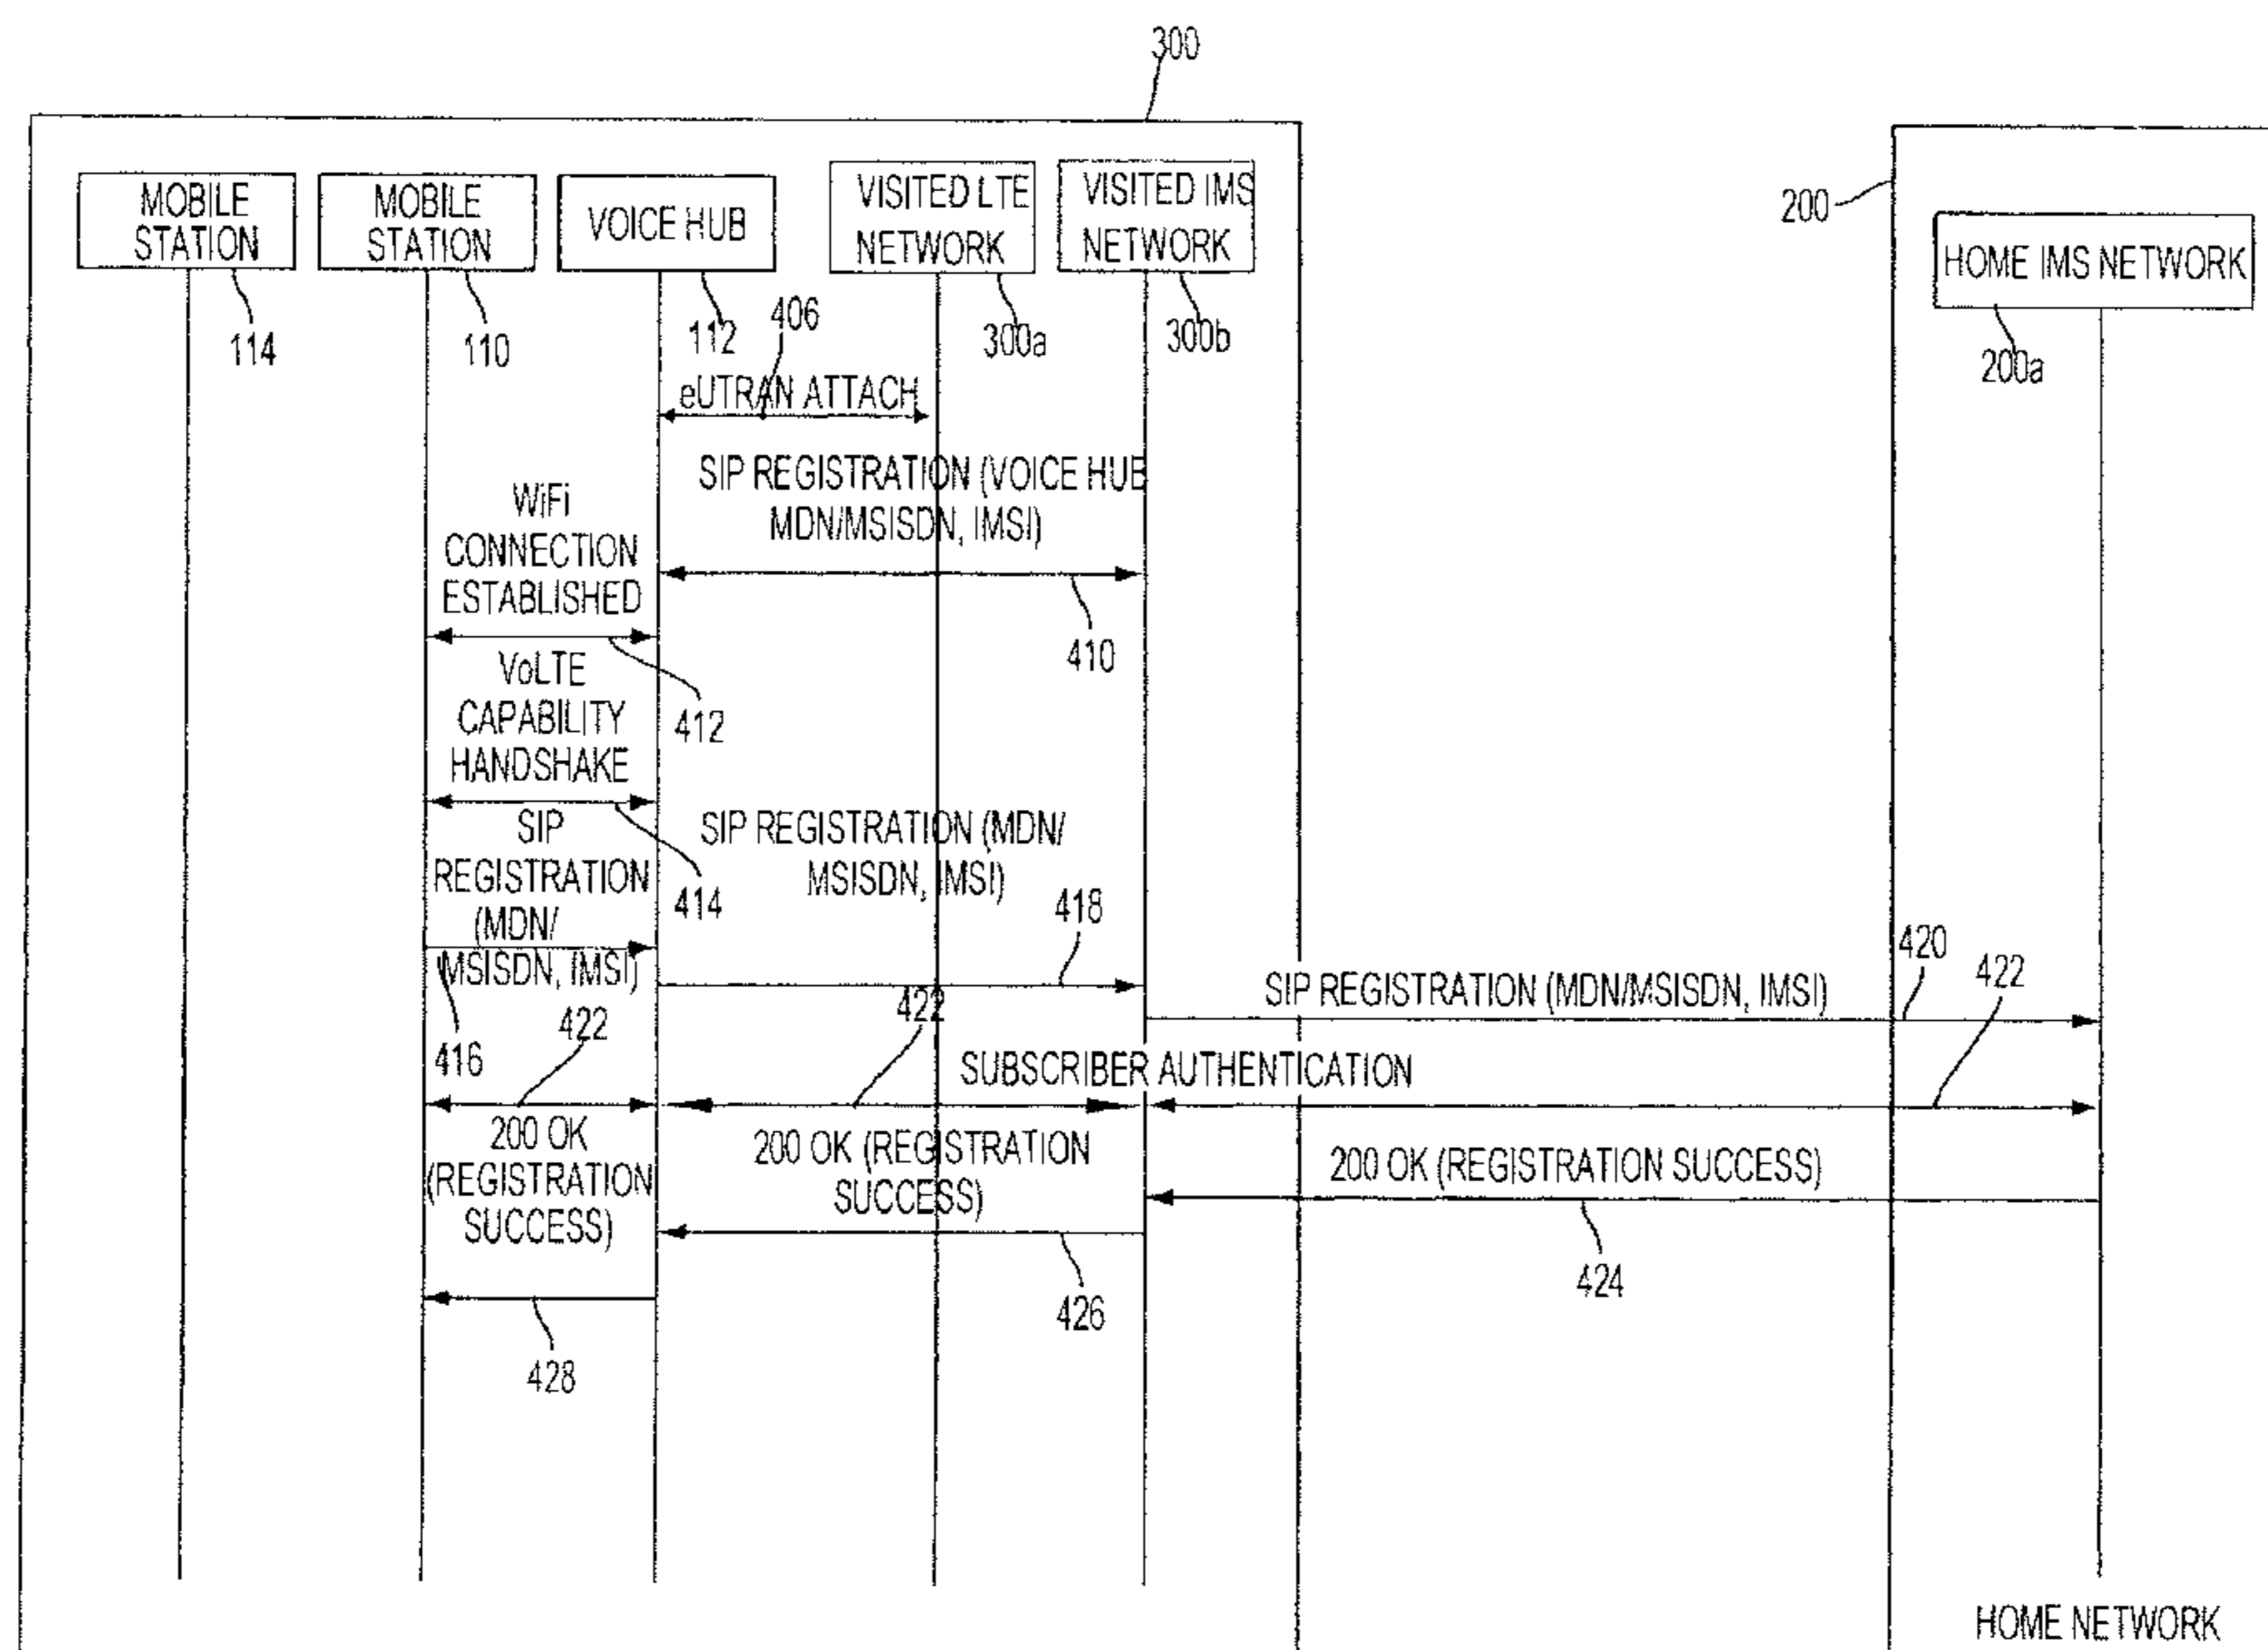 300
MOBILE
STATION
114
MOBILE
STATION
110
VOICE HUB
112
VISITED LTE
NETWORK
300a
VISITED IMS
NETWORK
300b
200
HOME IMS NETWORK
200a
406
eUTRAN ATTACH
SIP REGISTRATION (VOICE HUB
MDN/MSISDN, IMSI)
410
WiFi
CONNECTION
ESTABLISHED
412
VoLTE
CAPABILITY
HANDSHAKE
414
SIP
REGISTRATION
(MDN/
MSISDN, IMSI)
416
SIP REGISTRATION (MDN/
MSISDN, IMSI)
418
SIP REGISTRATION (MDN/MSISDN, IMSI)
420
422
422
422
SUBSCRIBER AUTHENTICATION
200 OK
(REGISTRATION
SUCCESS)
428
200 OK (REGISTRATION
SUCCESS)
426
200 OK (REGISTRATION SUCCESS)
424
HOME NETWORK